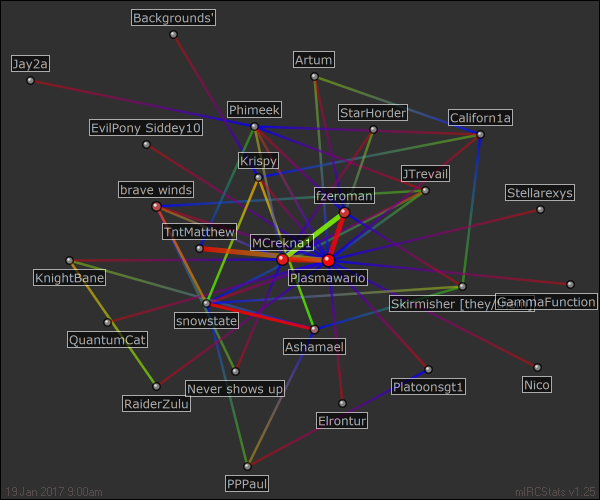 Backgrounds'
Artum
Jay2a
Phimeek
StarHorder
Californ1a
EvilPony Siddey10
Krispy
JTrevail
brave winds
fzeroman
Stellarexys
TntMatthew
MCrekna1
Plasmawario
KnightBane
Skirmisher [they/
GammaFunction
snowstate
QuantumCat
Ashamael
RaiderZulu
Never shows up
Platoonsgt1
Nico
Elrontur
PPPaul
19 Jan 2017 9:00am
mIRCStats v1.25